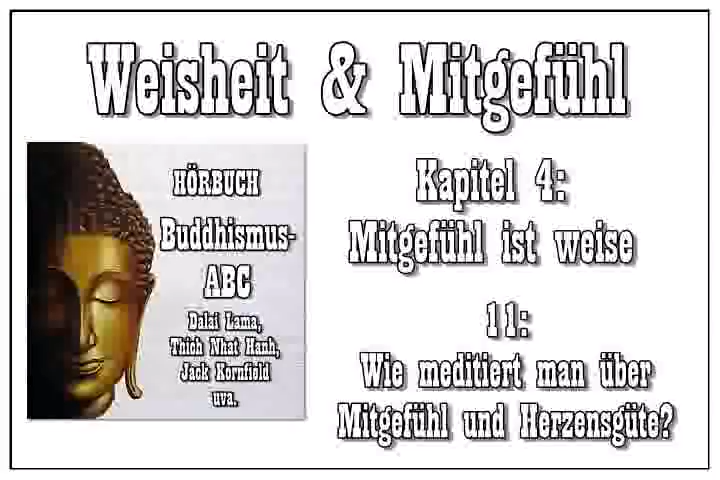 Weisheit & Mitgefühl
HÖRBUCH
Buddhismus-
ABC
Dalai Lama,
Thich Nhat Hanh,
Jack Kornfield
uva.
Kapitel 4:
Mitgefühl ist weise
11:
Wie meditiert man über
Mitgefühl und Herzensgüte?